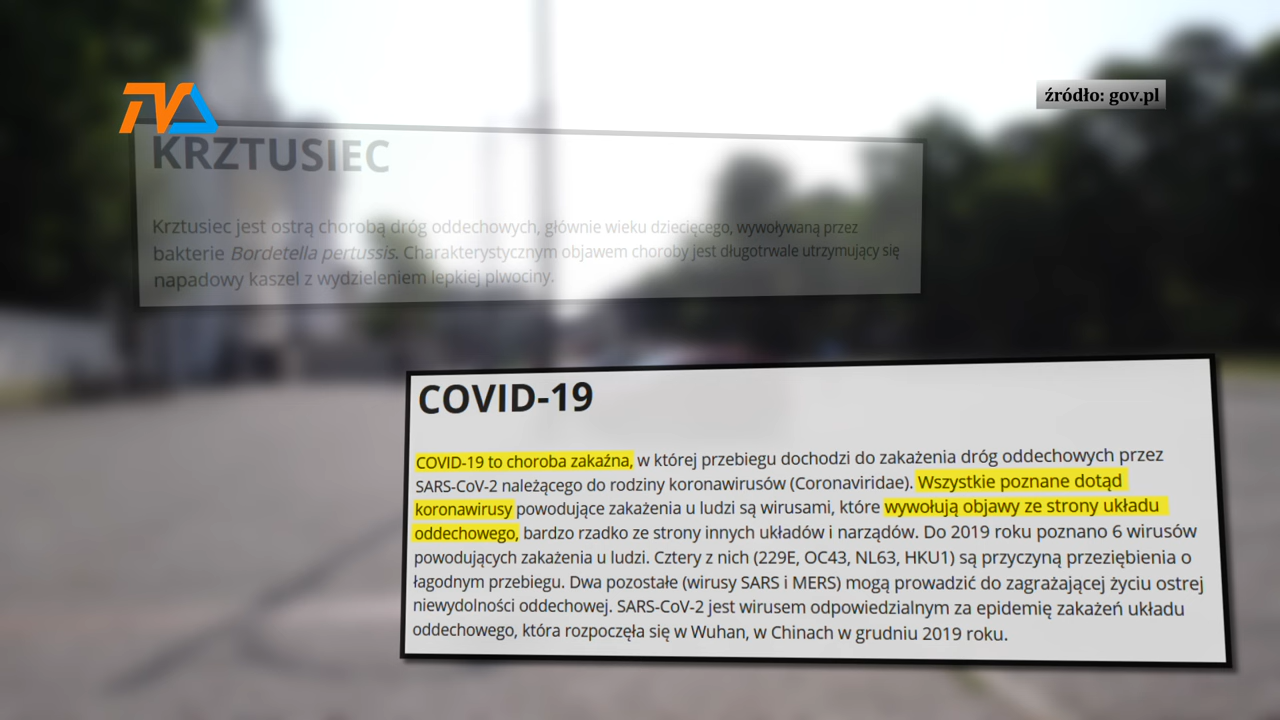 TVA
źródło: gov.pl
KRZTUSIEC
Krztusiec jest ostrą chorobą dróg oddechowych, głównie wieku dziecięcego, wywoływaną przez
bakterie Bordetella pertussis. Charakterystycznym objawem choroby jest długotrwale utrzymujący się
napadowy kaszel z wydzieleniem lepkiej plwociny.
COVID-19
COVID-19 to choroba zakaźna, w której przebiegu dochodzi do zakażenia dróg oddechowych przez
SARS-CoV-2 należącego do rodziny koronawirusów (Coronaviridae). Wszystkie poznane dotąd
koronawirusy powodujące zakażenia u ludzi są wirusami, które wywołują objawy ze strony układu
oddechowego, bardzo rzadko ze strony innych układów i narządów. Do 2019 roku poznano 6 wirusów
powodujących zakażenia u ludzi. Cztery z nich (229E, OC43, NL63, HKU1) są przyczyną przeziębienia o
łagodnym przebiegu. Dwa pozostałe (wirusy SARS i MERS) mogą prowadzić do zagrażającej życiu ostrej
niewydolności oddechowej. SARS-CoV-2 jest wirusem odpowiedzialnym za epidemię zakażeń układu
oddechowego, która rozpoczęła się w Wuhan, w Chinach w grudniu 2019 roku.